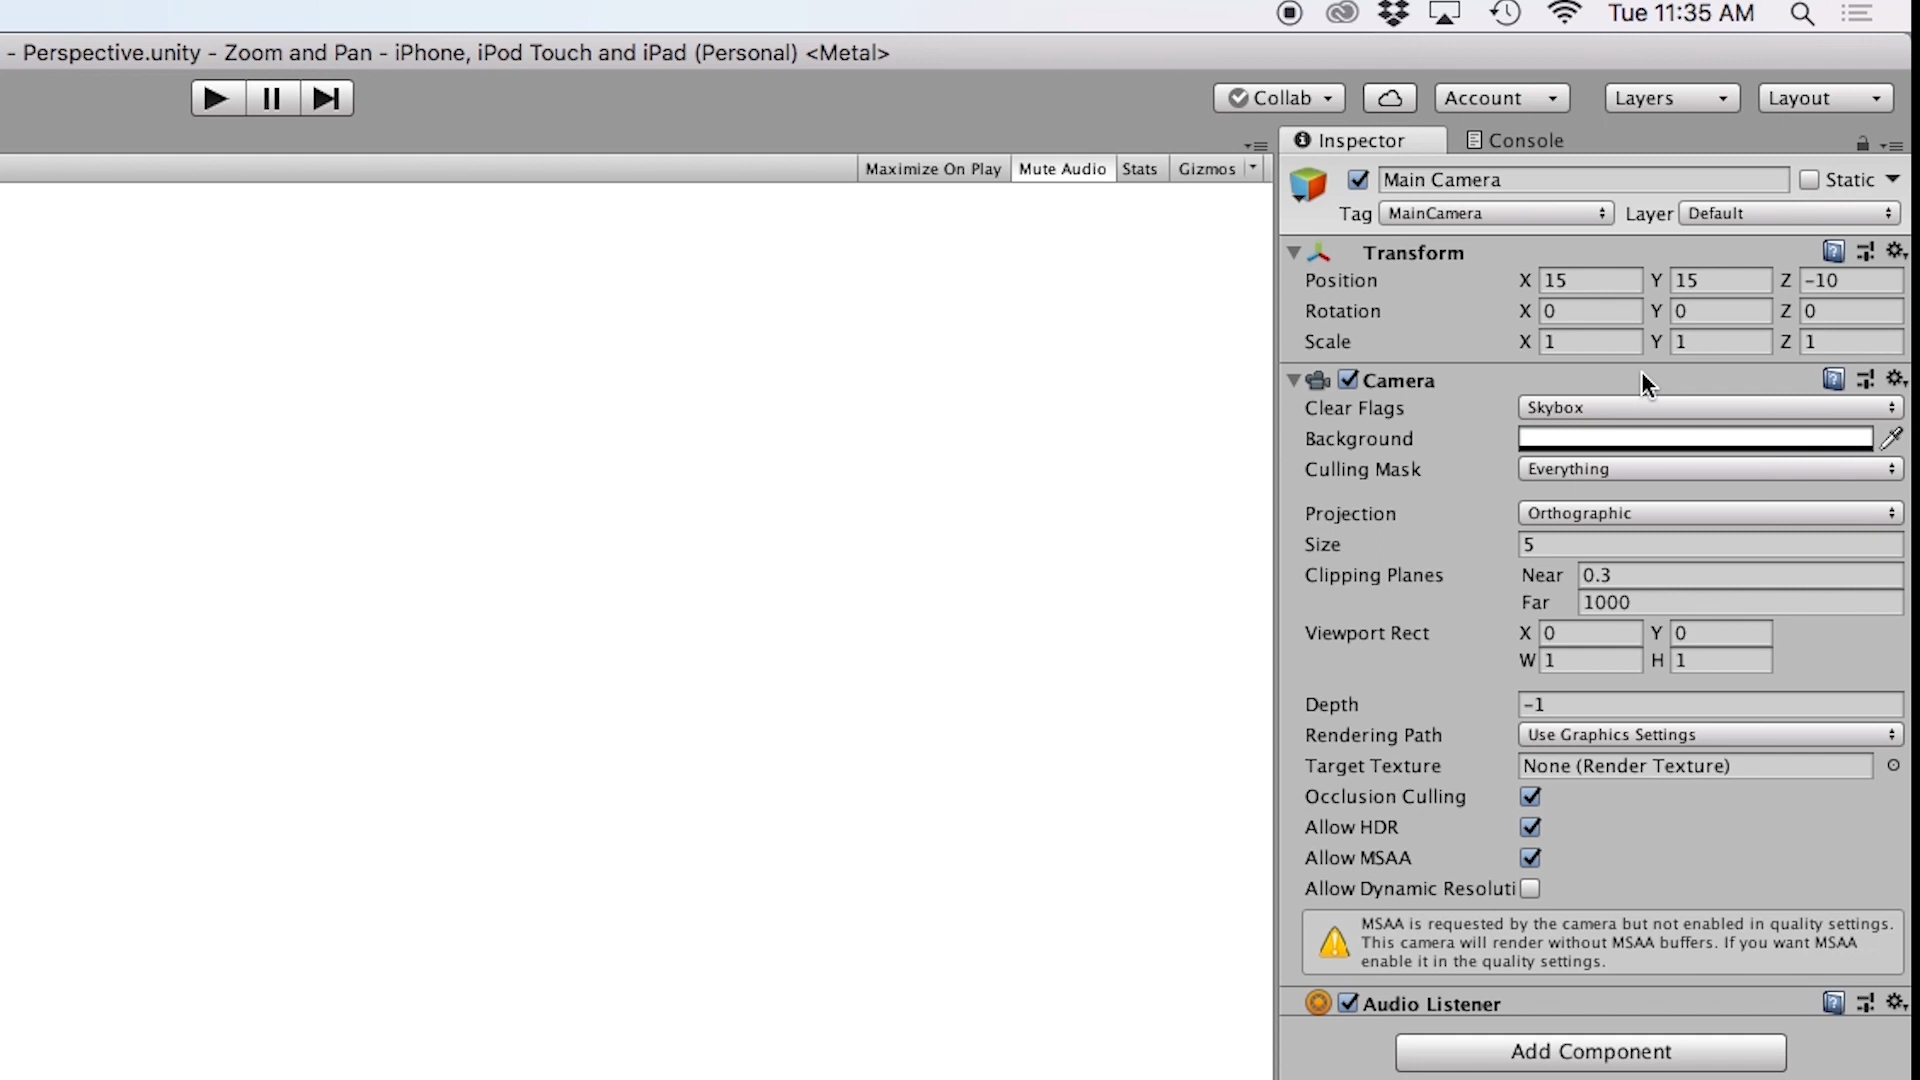 Tue 11:35 AM
- Perspective.unity - Zoom and Pan - iPhone, iPod Touch and iPad (Personal) <Metal>
Collab
Account
Layers
Layout
Inspector
Console
Maximize On Play
Mute Audio
Stats
Gizmos
Main Camera
Static
Tag MainCamera
Layer Default
Transform
Position X 15 Y 15 Z -10
Rotation X 0 Y 0 Z 0
Scale X 1 Y 1 Z 1
Camera
Clear Flags Skybox
Background
Culling Mask Everything
Projection Orthographic
Size 5
Clipping Planes Near 0.3
Far 1000
Viewport Rect X 0 Y 0
W 1 H 1
Depth -1
Rendering Path Use Graphics Settings
Target Texture None (Render Texture)
Occlusion Culling
Allow HDR
Allow MSAA
Allow Dynamic Resoluti
MSAA is requested by the camera but not enabled in quality settings.
This camera will render without MSAA buffers. If you want MSAA
enable it in the quality settings.
Audio Listener
Add Component